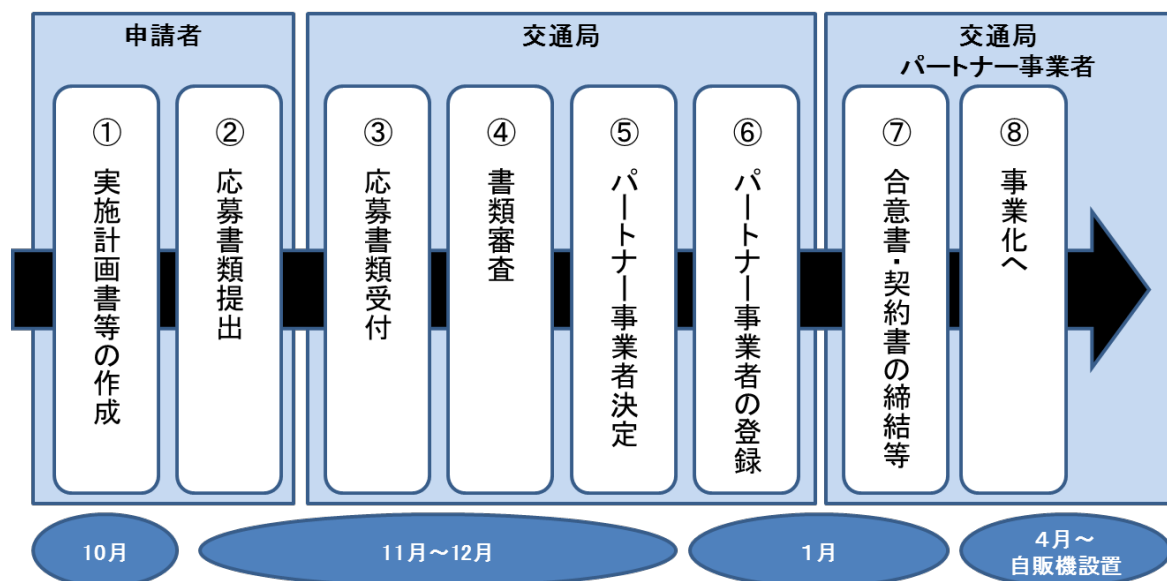 申請者
① 実施計画書等の作成
② 応募書類提出
交通局
③ 応募書類受付
④ 書類審査
⑤ パートナー事業者決定
⑥ パートナー事業者の登録
交通局
パートナー事業者
⑦ 合意書・契約書の締結等
⑧ 事業化へ
10月
11月～12月
1月
4月～
自販機設置